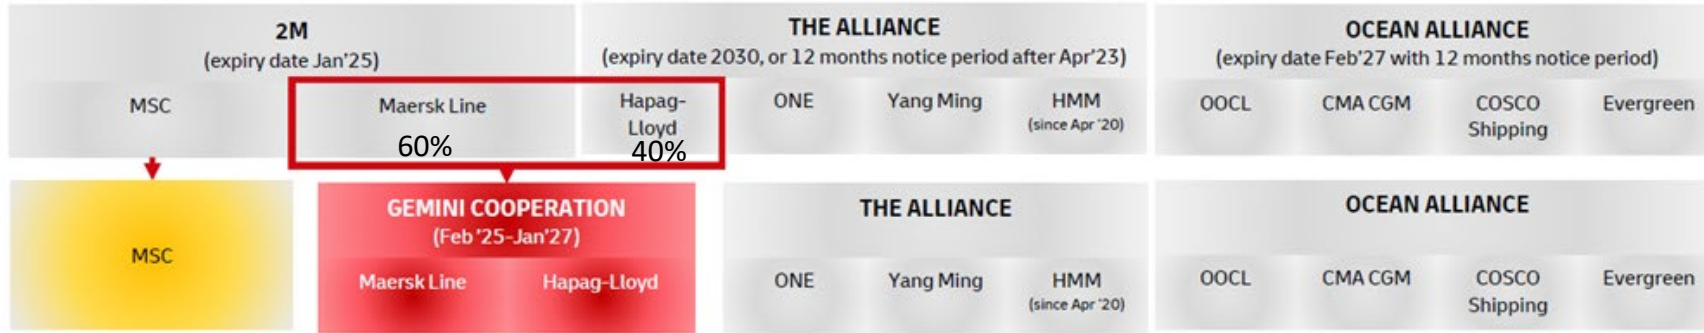 2M
(expiry date Jan'25)
THE ALLIANCE
(expiry date 2030, or 12 months notice period after Apr'23)
OCEAN ALLIANCE
(expiry date Feb'27 with 12 months notice period)
MSC
Maersk Line
60%
Hapag-
Lloyd
40%
ONE
Yang Ming
HMM
(since Apr '20)
OOCL
CMA CGM
COSCO
Shipping
Evergreen
MSC
GEMINI COOPERATION
(Feb '25-Jan'27)
Maersk Line
Hapag-Lloyd
THE ALLIANCE
ONE
Yang Ming
HMM
(since Apr '20)
OCEAN ALLIANCE
OOCL
CMA CGM
COSCO
Shipping
Evergreen